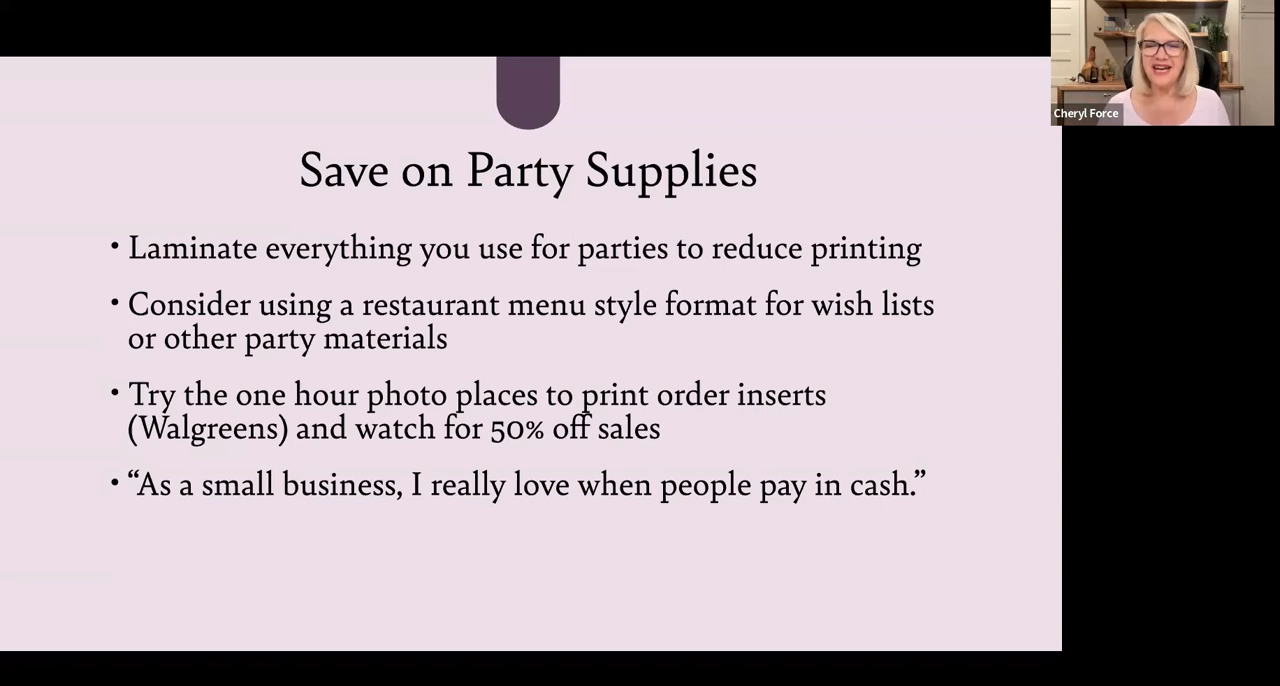 Cheryl Force
Save on Party Supplies
• Laminate everything you use for parties to reduce printing
• Consider using a restaurant menu style format for wish lists
or other party materials
• Try the one hour photo places to print order inserts
(Walgreens) and watch for 50% off sales
• “As a small business, I really love when people pay in cash.”